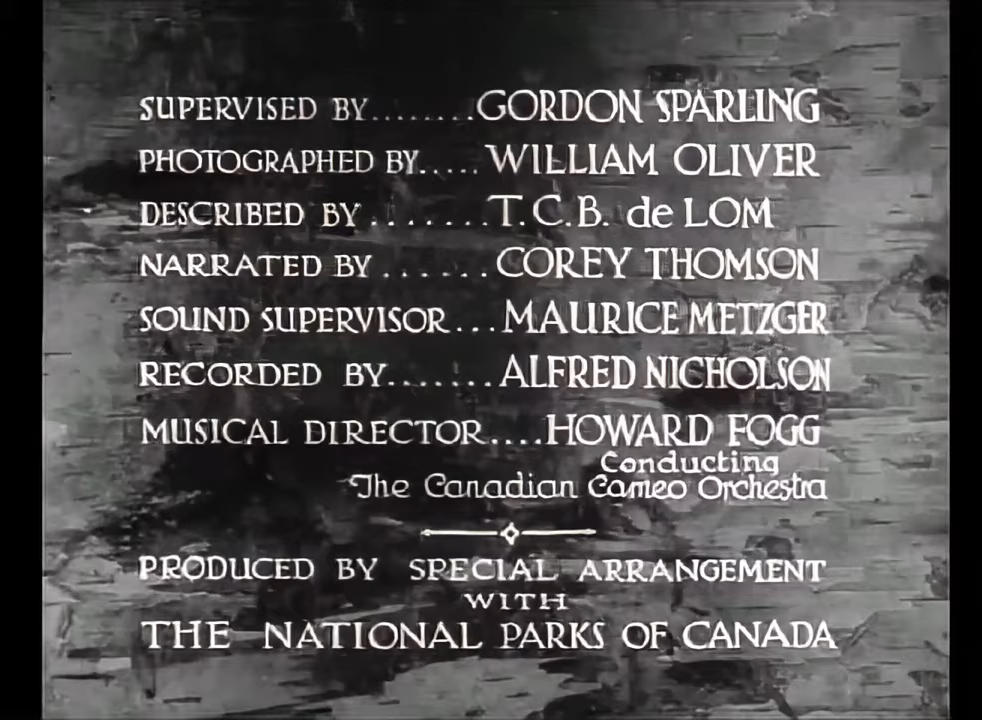 SUPERVISED BY........GORDON SPARLING
PHOTOGRAPHED BY..... WILLIAM OLIVER
DESCRIBED BY.......T.C.B. de LOM
NARRATED BY ......COREY THOMSON
SOUND SUPERVISOR...MAURICE METZGER
RECORDED BY.......ALFRED NICHOLSON
MUSICAL DIRECTOR....HOWARD FOGG
Conducting
The Canadian Cameo Orchestra
PRODUCED BY SPECIAL ARRANGEMENT
WITH
THE NATIONAL PARKS OF CANADA